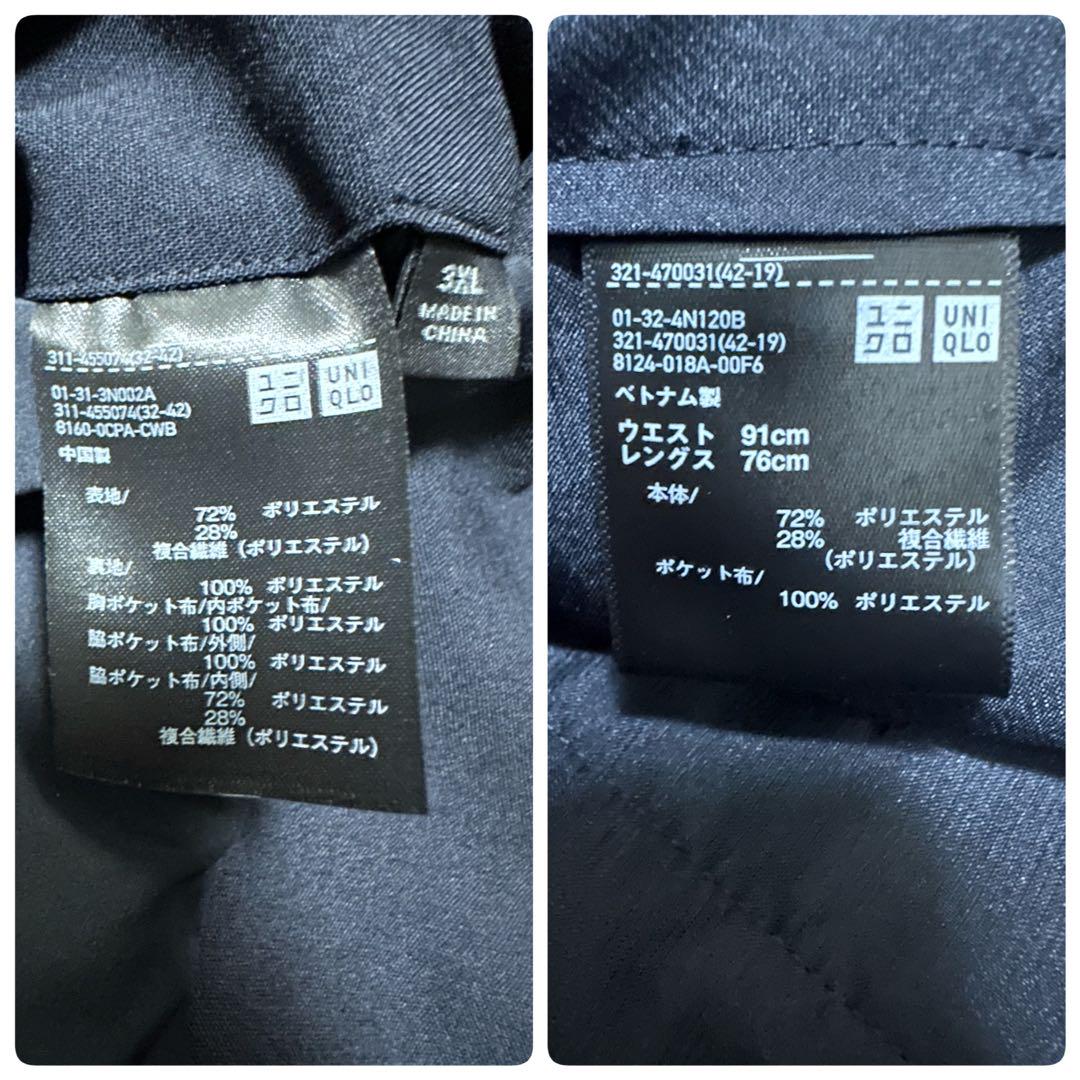 3XL
MADE IN
CHINA
311-455074(32-42)
01-31-3N002A
311-455074(32-42)
8160-0CPA-CWB
ユニ
クロ
UNI
QLO
中国製
表地/
72% ポリエステル
28%
複合繊維 (ポリエステル)
裏地/
100% ポリエステル
胸ポケット布/内ポケット布/
100% ポリエステル
脇ポケット布/外側/
100% ポリエステル
脇ポケット布/内側/
72% ポリエステル
28%
複合繊維 (ポリエステル)
321-470031(42-19)
01-32-4N120B
321-470031(42-19)
8124-018A-00F6
ユニ
クロ
UNI
QLO
ベトナム製
ウエスト 91cm
レングス 76cm
本体/
72% ポリエステル
28% 複合繊維
(ポリエステル)
ポケット布/
100% ポリエステル